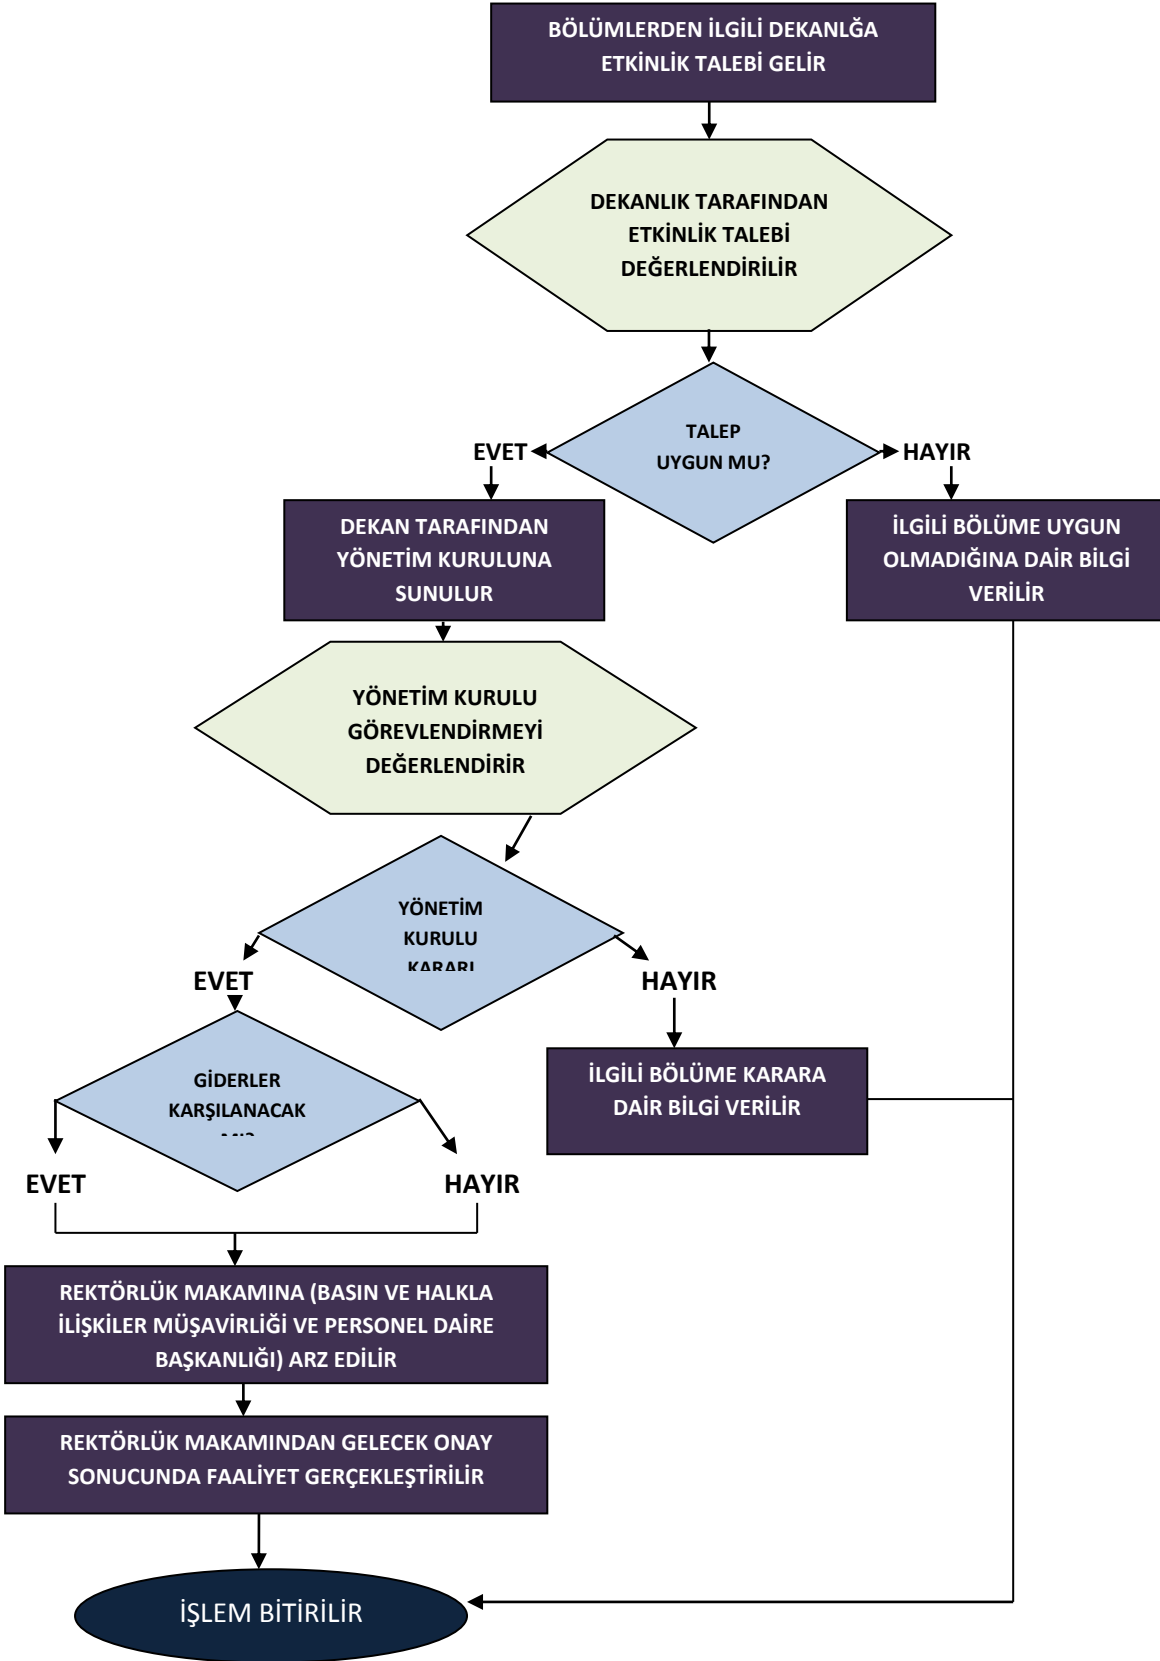 BÖLÜMLERDEN İLGİLİ DEKANLĞA
ETKİNLİK TALEBİ GELİR
DEKANLIK TARAFINDAN
ETKİNLİK TALEBİ
DEĞERLENDİRİLİR
TALEP
UYGUN MU?
EVET
HAYIR
DEKAN TARAFINDAN
YÖNETİM KURULUNA
SUNULUR
İLGİLİ BÖLÜME UYGUN
OLMADIĞINA DAİR BİLGİ
VERİLİR
YÖNETİM KURULU
GÖREVLENDİRMEYİ
DEĞERLENDİRİR
YÖNETİM
KURULU
KARARI
EVET
HAYIR
GİDERLER
KARŞILANACAK
İLGİLİ BÖLÜME KARARA
DAİR BİLGİ VERİLİR
EVET
HAYIR
REKTÖRLÜK MAKAMINA (BASIN VE HALKLA
İLİŞKİLER MÜŞAVİRLİĞİ VE PERSONEL DAİRE
BAŞKANLIĞI) ARZ EDİLİR
REKTÖRLÜK MAKAMINDAN GELECEK ONAY
SONUCUNDA FAALİYET GERÇEKLEŞTİRİLİR
İŞLEM BİTİRİLİR